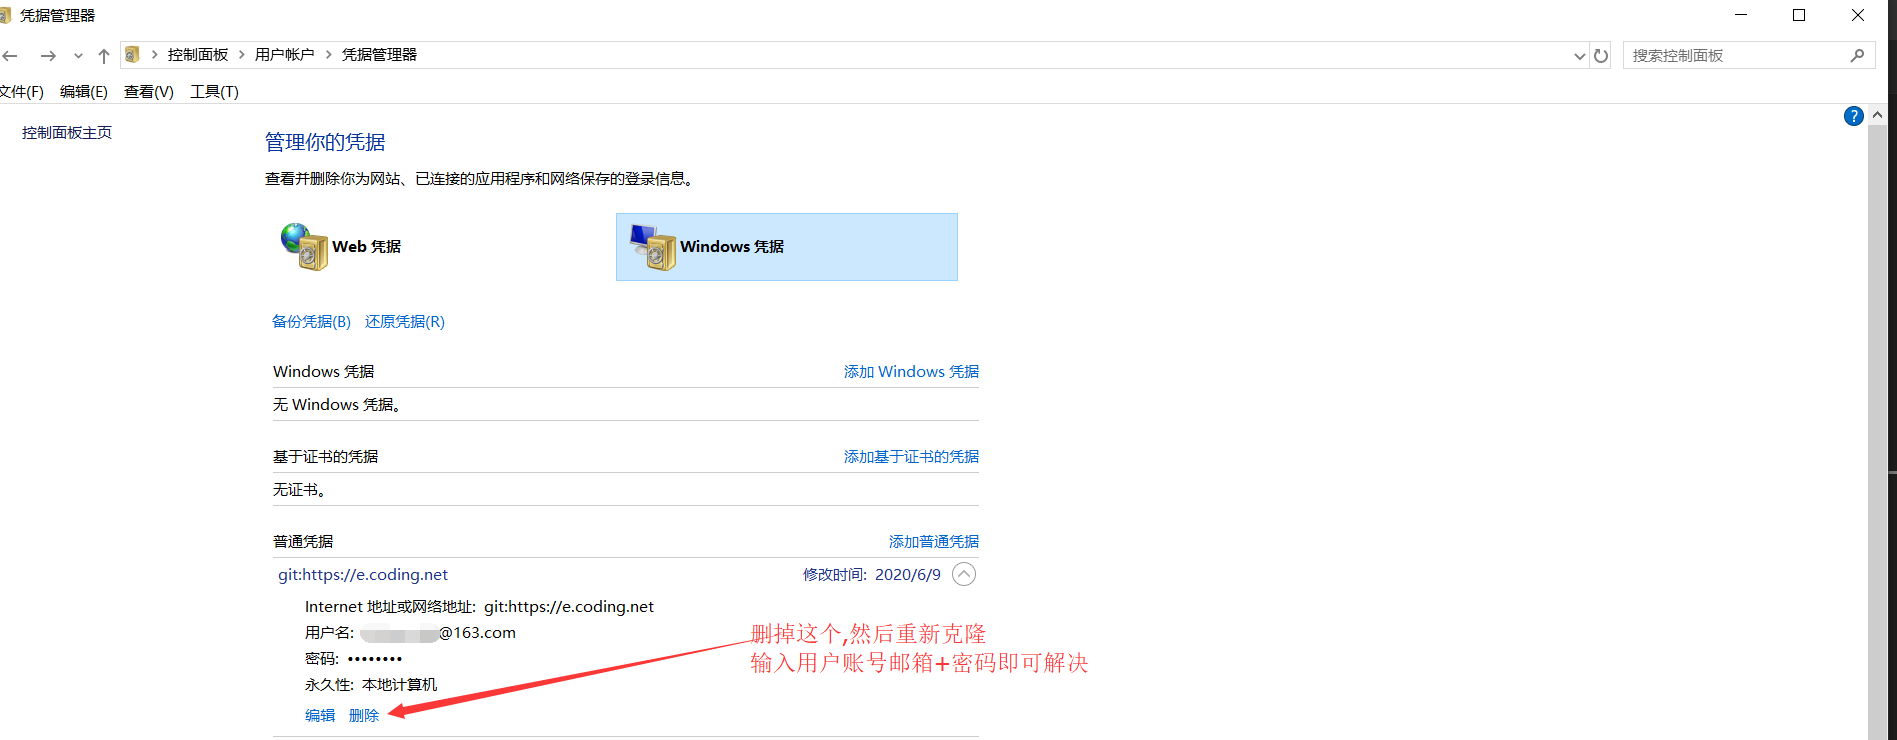 凭据管理器
控制面板 用户帐户 凭据管理器
搜索控制面板
文件(F) 编辑(E) 查看(V) 工具(T)
控制面板主页
?
管理你的凭据
查看并删除你为网站、已连接的应用程序和网络保存的登录信息。
Web 凭据
Windows 凭据
备份凭据(B) 还原凭据(R)
Windows 凭据 添加 Windows 凭据
无 Windows 凭据。
基于证书的凭据 添加基于证书的凭据
无证书。
普通凭据 添加普通凭据
git:https://e.coding.net 修改时间: 2020/6/9
Internet 地址或网络地址: git:https://e.coding.net
用户名: @163.com
密码: ••••••••
永久性: 本地计算机
编辑 删除
删掉这个,然后重新克隆
输入用户账号邮箱+密码即可解决